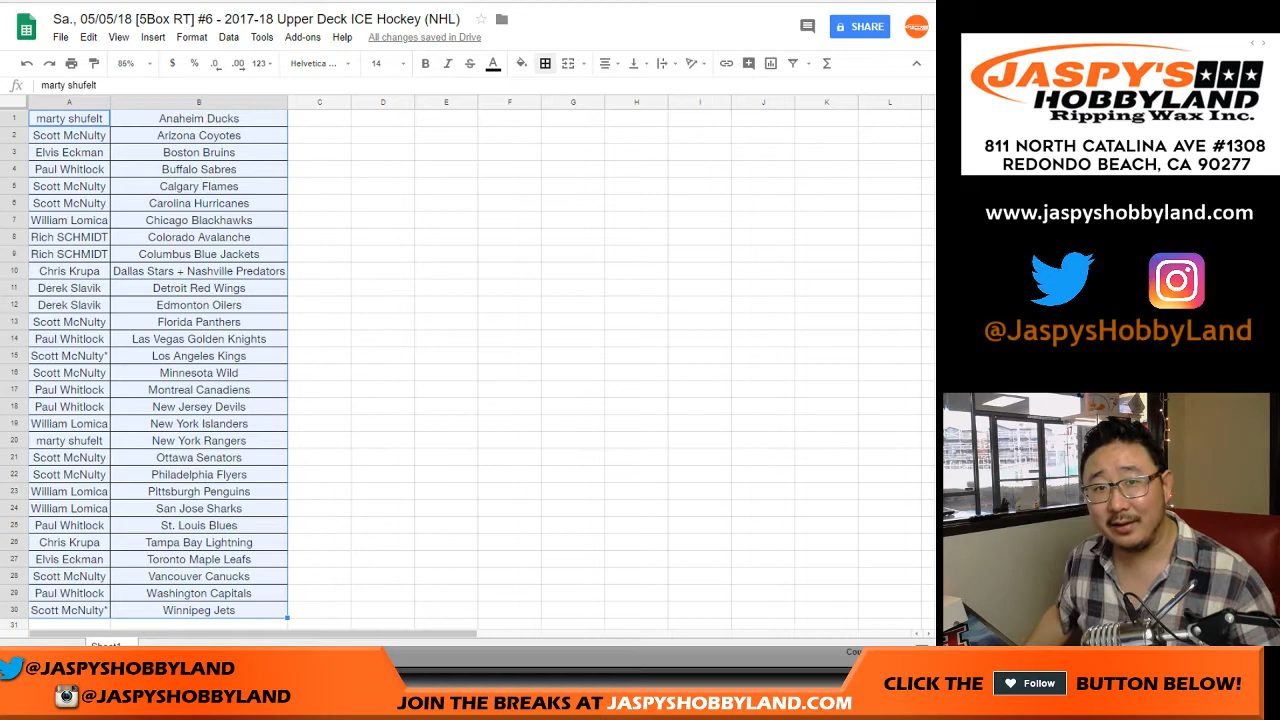 Sa., 05/05/18 [5Box RT] #6 - 2017-18 Upper Deck ICE Hockey (NHL)
File Edit View Insert Format Data Tools Add-ons Help All changes saved in Drive
SHARE
85% $ % .0 .00 123 Helvetica ... 14 B I S A
fx marty shufelt
A B C D E F G H I J K L
1 marty shufelt Anaheim Ducks
2 Scott McNulty Arizona Coyotes
3 Elvis Eckman Boston Bruins
4 Paul Whitlock Buffalo Sabres
5 Scott McNulty Calgary Flames
6 Scott McNulty Carolina Hurricanes
7 William Lomica Chicago Blackhawks
8 Rich SCHMIDT Colorado Avalanche
9 Rich SCHMIDT Columbus Blue Jackets
10 Chris Krupa Dallas Stars + Nashville Predators
11 Derek Slavik Detroit Red Wings
12 Derek Slavik Edmonton Oilers
13 Scott McNulty Florida Panthers
14 Paul Whitlock Las Vegas Golden Knights
15 Scott McNulty* Los Angeles Kings
16 Scott McNulty Minnesota Wild
17 Paul Whitlock Montreal Canadiens
18 Paul Whitlock New Jersey Devils
19 William Lomica New York Islanders
20 marty shufelt New York Rangers
21 Scott McNulty Ottawa Senators
22 Scott McNulty Philadelphia Flyers
23 William Lomica Pittsburgh Penguins
24 William Lomica San Jose Sharks
25 Paul Whitlock St. Louis Blues
26 Chris Krupa Tampa Bay Lightning
27 Elvis Eckman Toronto Maple Leafs
28 Scott McNulty Vancouver Canucks
29 Paul Whitlock Washington Capitals
30 Scott McNulty* Winnipeg Jets
31
Sheet1
JASPY'S
HOBBYLAND
Ripping Wax Inc.
811 NORTH CATALINA AVE #1308
REDONDO BEACH, CA 90277
www.jaspyshobbyland.com
@JaspysHobbyLand
@JASPYSHOBBYLAND
@JASPYSHOBBYLAND
JOIN THE BREAKS AT JASPYSHOBBYLAND.COM
CLICK THE Follow BUTTON BELOW!